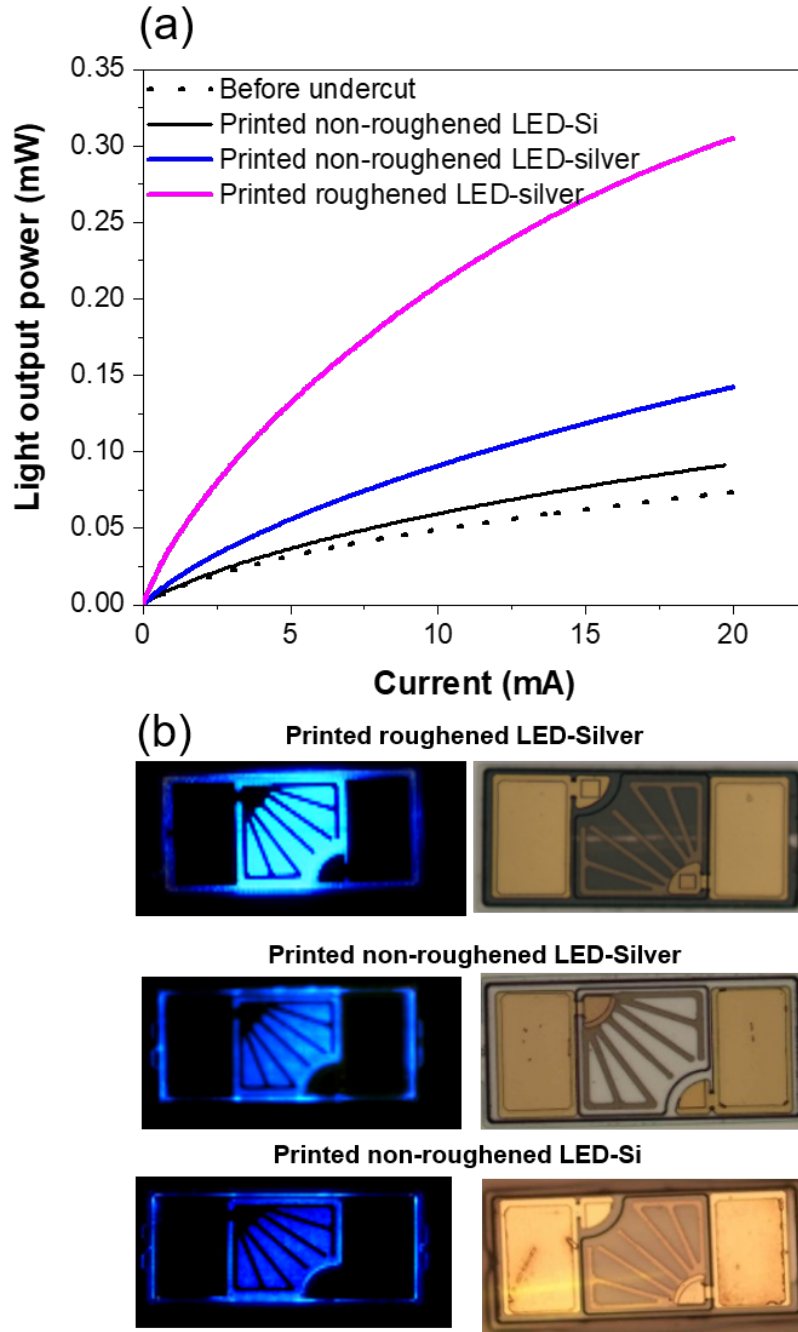 (a)
0.35
0.30
0.25
0.20
0.15
0.10
0.05
0.00
Light output power (mW)
Before undercut
Printed non-roughened LED-Si
Printed non-roughened LED-silver
Printed roughened LED-silver
0
5
10
15
20
Current (mA)
(b)
Printed roughened LED-Silver
Printed non-roughened LED-Silver
Printed non-roughened LED-Si